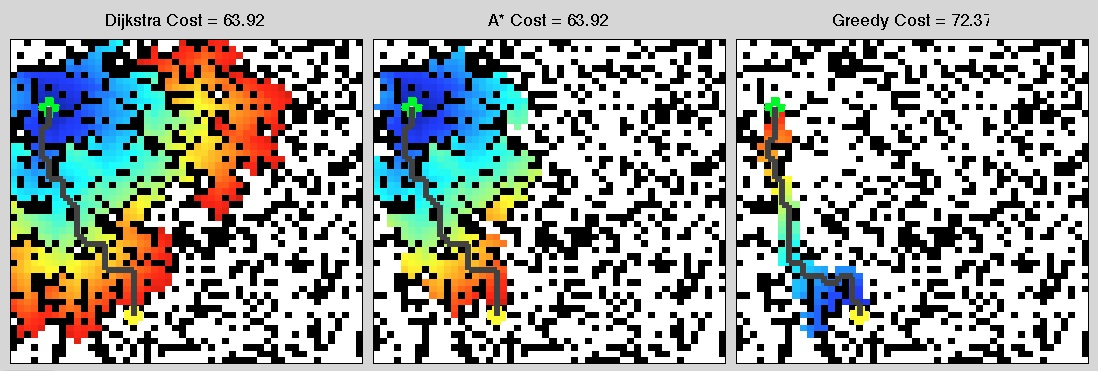 Dijkstra Cost = 63.92
A* Cost = 63.92
Greedy Cost = 72.37